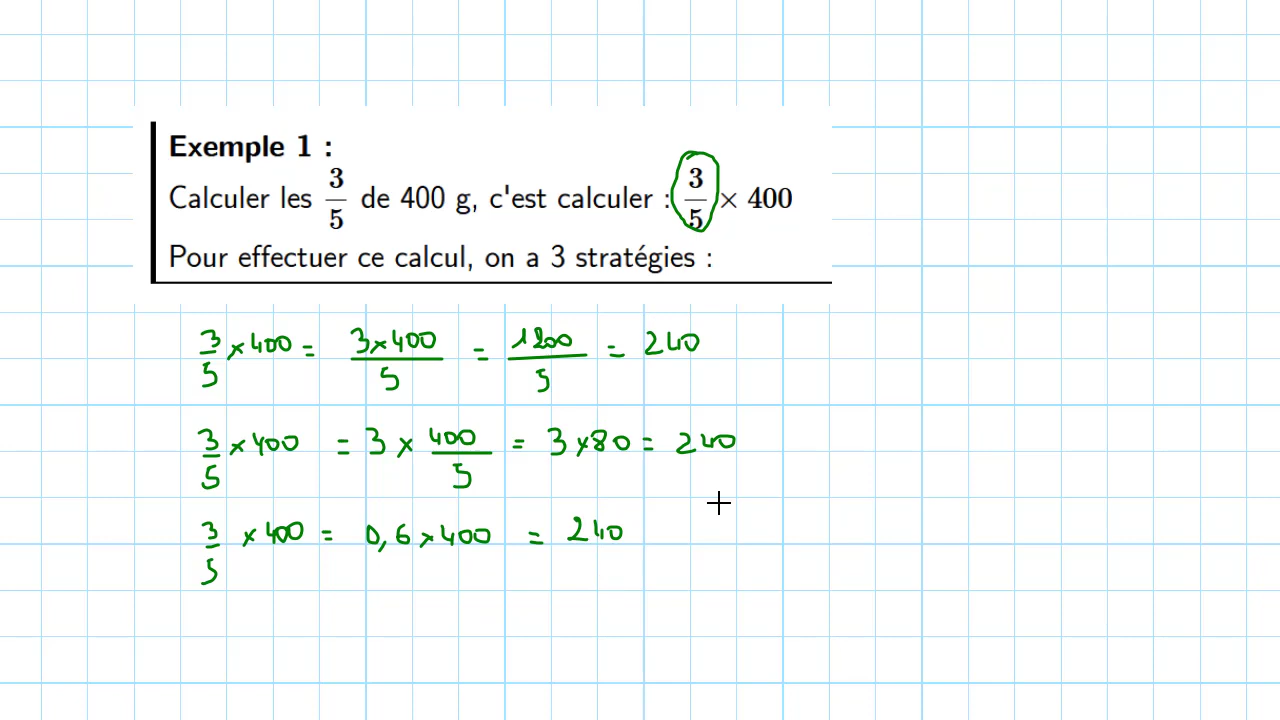 Exemple 1 :
Calculer les 3/5 de 400 g, c'est calculer : 3/5 × 400
Pour effectuer ce calcul, on a 3 stratégies :
3/5 × 400 = 3×400/5 = 1200/5 = 240
3/5 × 400 = 3 × 400/5 = 3 × 80 = 240
3/5 × 400 = 0,6 × 400 = 240